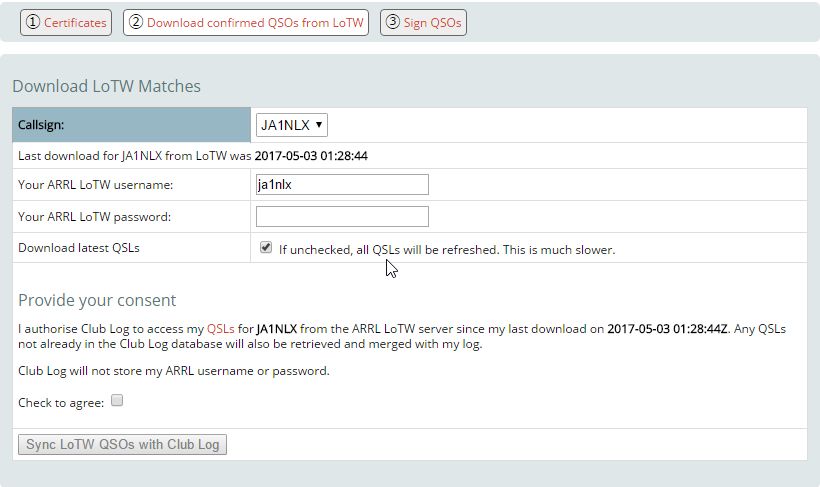 ① Certificates ② Download confirmed QSOs from LoTW ③ Sign QSOs
Download LoTW Matches
Callsign: JA1NLX
Last download for JA1NLX from LoTW was 2017-05-03 01:28:44
Your ARRL LoTW username: ja1nlx
Your ARRL LoTW password:
Download latest QSLs If unchecked, all QSLs will be refreshed. This is much slower.
Provide your consent
I authorise Club Log to access my QSLs for JA1NLX from the ARRL LoTW server since my last download on 2017-05-03 01:28:44Z. Any QSLs
not already in the Club Log database will also be retrieved and merged with my log.
Club Log will not store my ARRL username or password.
Check to agree:
Sync LoTW QSOs with Club Log